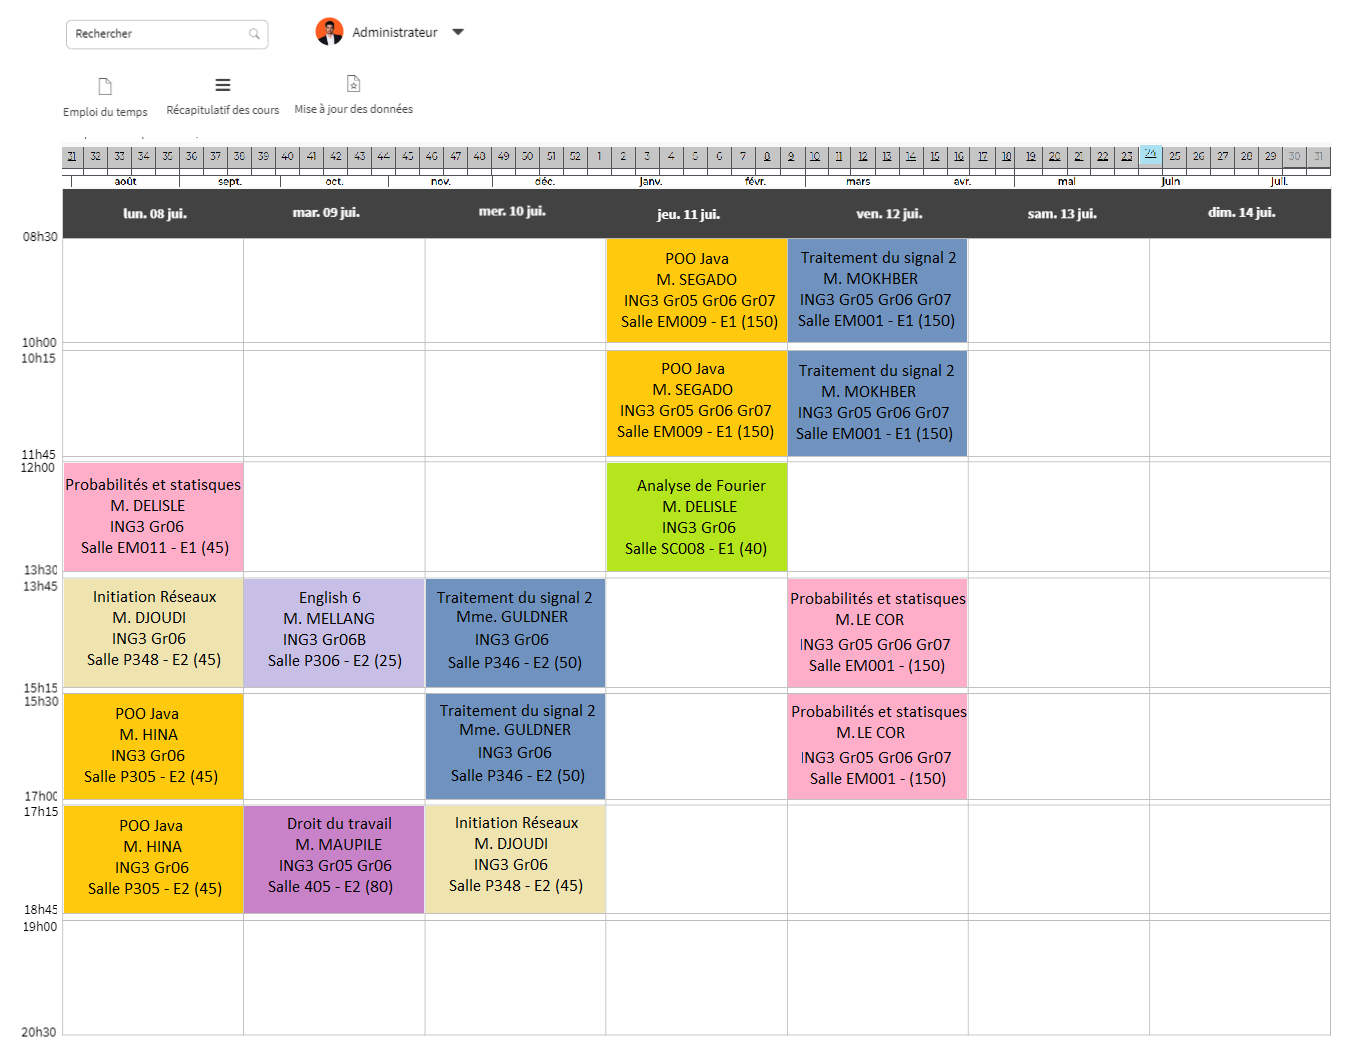 Rechercher
Administrateur
Emploi du temps
Récapitulatif des cours
Mise à jour des données
31 32 33 34 35 36 37 38 39 40 41 42 43 44 45 46 47 48 49 50 51 52 1 2 3 4 5 6 7 8 9 10 11 12 13 14 15 16 17 18 19 20 21 22 23 24 25 26 27 28 29 30 31
août sept. oct. nov. déc. janv. févr. mars avr. mai juin juil.
lun. 08 jui. mar. 09 jui. mer. 10 jui. jeu. 11 jui. ven. 12 jui. sam. 13 jui. dim. 14 jui.
08h30
POO Java
M. SEGADO
ING3 Gr05 Gr06 Gr07
Salle EM009 - E1 (150)
Traitement du signal 2
M. MOKHBER
ING3 Gr05 Gr06 Gr07
Salle EM001 - E1 (150)
10h00
10h15
POO Java
M. SEGADO
ING3 Gr05 Gr06 Gr07
Salle EM009 - E1 (150)
Traitement du signal 2
M. MOKHBER
ING3 Gr05 Gr06 Gr07
Salle EM001 - E1 (150)
11h45
12h00
Probabilités et statisques
M. DELISLE
ING3 Gr06
Salle EM011 - E1 (45)
Analyse de Fourier
M. DELISLE
ING3 Gr06
Salle SC008 - E1 (40)
13h30
13h45
Initiation Réseaux
M. DJOUDI
ING3 Gr06
Salle P348 - E2 (45)
English 6
M. MELLANG
ING3 Gr06B
Salle P306 - E2 (25)
Traitement du signal 2
Mme. GULDNER
ING3 Gr06
Salle P346 - E2 (50)
Probabilités et statisques
M. LE COR
ING3 Gr05 Gr06 Gr07
Salle EM001 - (150)
15h15
15h30
POO Java
M. HINA
ING3 Gr06
Salle P305 - E2 (45)
Traitement du signal 2
Mme. GULDNER
ING3 Gr06
Salle P346 - E2 (50)
Probabilités et statisques
M. LE COR
ING3 Gr05 Gr06 Gr07
Salle EM001 - (150)
17h00
17h15
POO Java
M. HINA
ING3 Gr06
Salle P305 - E2 (45)
Droit du travail
M. MAUPILE
ING3 Gr05 Gr06
Salle 405 - E2 (80)
Initiation Réseaux
M. DJOUDI
ING3 Gr06
Salle P348 - E2 (45)
18h45
19h00
20h30